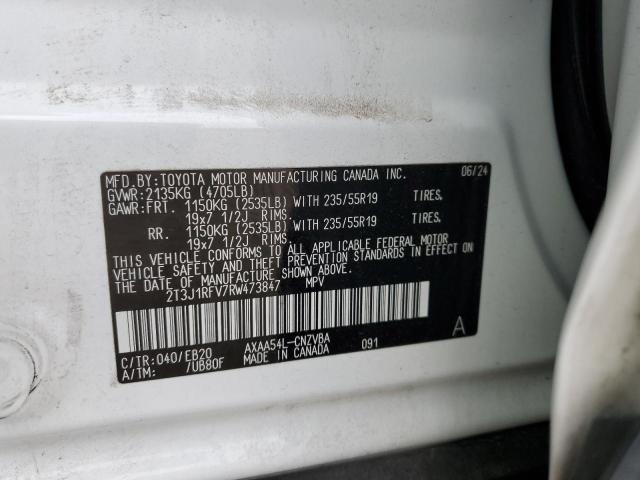 MFD.BY:TOYOTA MOTOR MANUFACTURING CANADA INC. 06/24
GVWR:2135KG (4705LB)
GAWR:FRT. 1150KG (2535LB) WITH 235/55R19 TIRES.
19x7 1/2J RIMS.
RR. 1150KG (2535LB) WITH 235/55R19 TIRES.
19x7 1/2J RIMS.
THIS VEHICLE CONFORMS TO ALL APPLICABLE FEDERAL MOTOR
VEHICLE SAFETY AND THEFT PREVENTION STANDARDS IN EFFECT ON
THE DATE OF MANUFACTURE SHOWN ABOVE.
2T3J1RFV7RW473847 MPV
A
C/TR:040/EB20 AXAA54L-CNZVBA 091
A/TM: /UB80F MADE IN CANADA